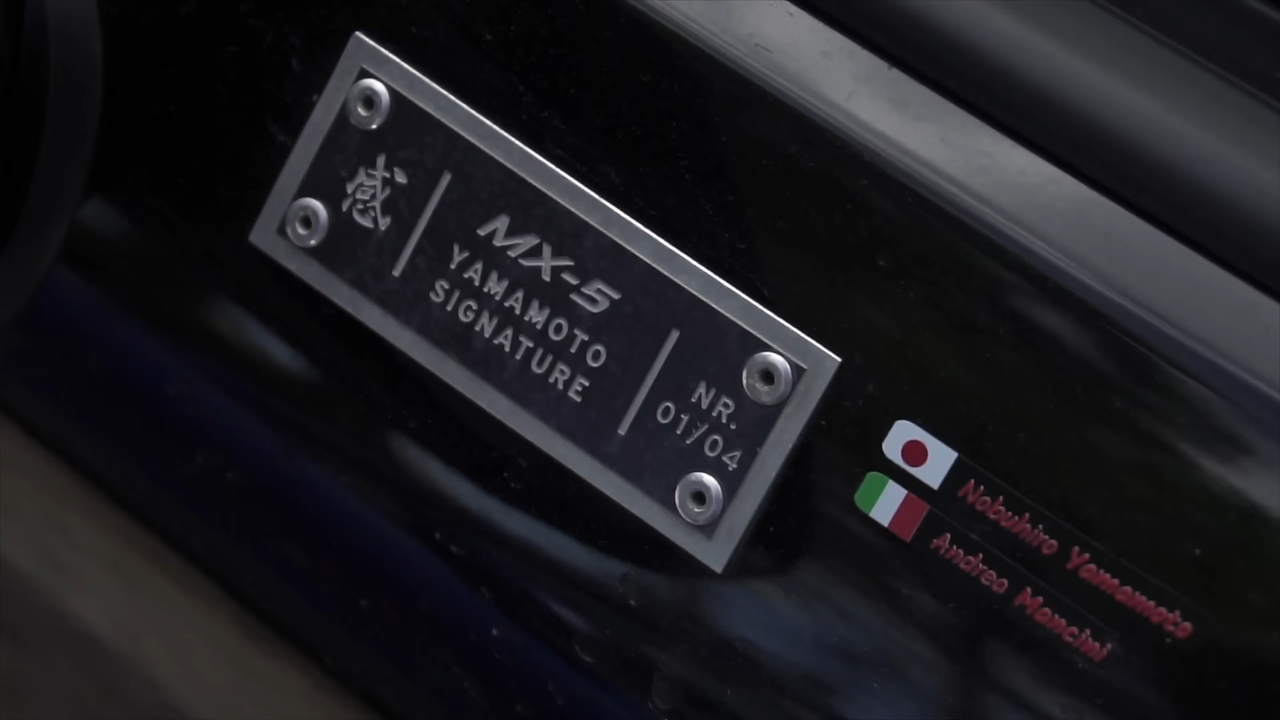 感
MX-5
YAMAMOTO
SIGNATURE
NR.
01/04
Nobuhiro Yamamoto
Andrea Mancini